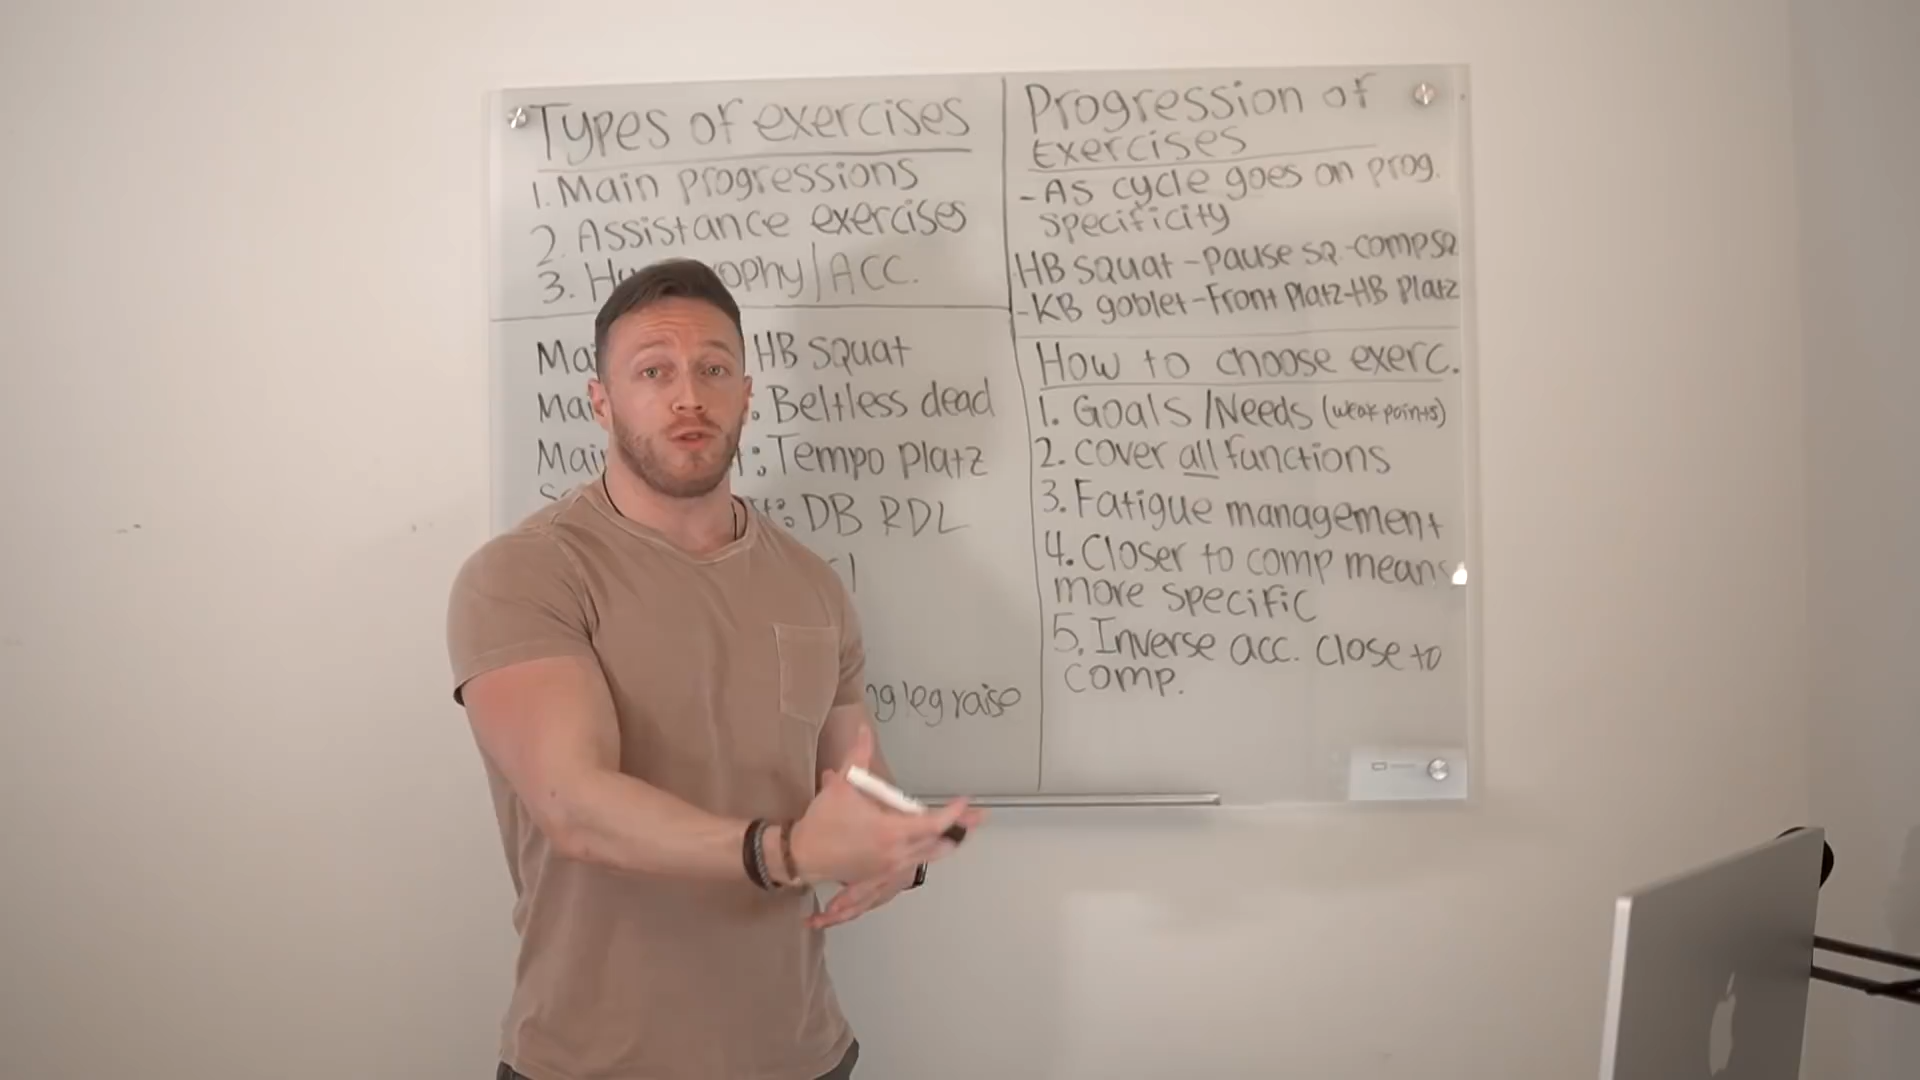 Types of exercises
1. Main progressions
2. Assistance exercises
3. /ACC.
HB squat
: Beltless dead
: Tempo Platz
: DB RDL
leg raise
Progression of
Exercises
- As cycle goes on prog.
specificity
HB squat - pause sq - comp sq
- KB goblet - Front Platz - HB Platz
How to choose exerc.
1. Goals / Needs (weak points)
2. cover all functions
3. Fatigue management
4. Closer to comp means
more specific
5. Inverse acc. close to
comp.